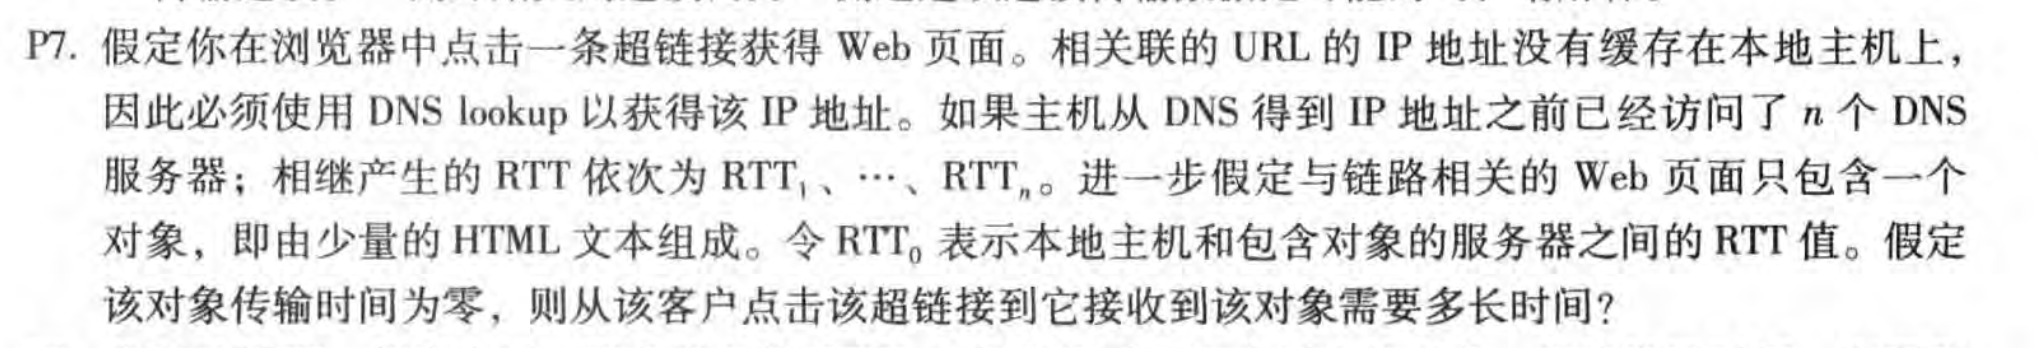 P7. 假定你在浏览器中点击一条超链接获得 Web 页面。相关联的 URL 的 IP 地址没有缓存在本地主机上，
因此必须使用 DNS lookup 以获得该 IP 地址。如果主机从 DNS 得到 IP 地址之前已经访问了 n 个 DNS
服务器；相继产生的 RTT 依次为 RTT₁、…、RTTₙ。进一步假定与链路相关的 Web 页面只包含一个
对象，即由少量的 HTML 文本组成。令 RTT₀ 表示本地主机和包含对象的服务器之间的 RTT 值。假定
该对象传输时间为零，则从该客户点击该超链接到它接收到该对象需要多长时间？